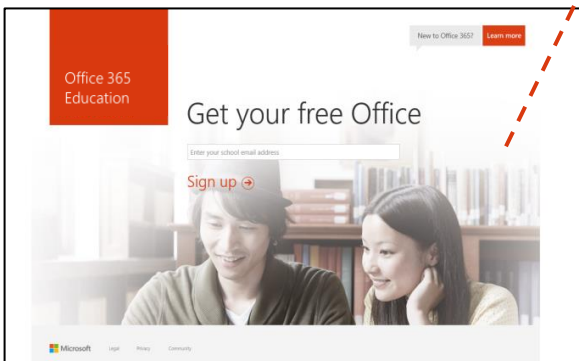 New to Office 365? Learn more
Office 365
Education
Get your free Office
Enter your school email address
Sign up
Microsoft Legal Privacy Community